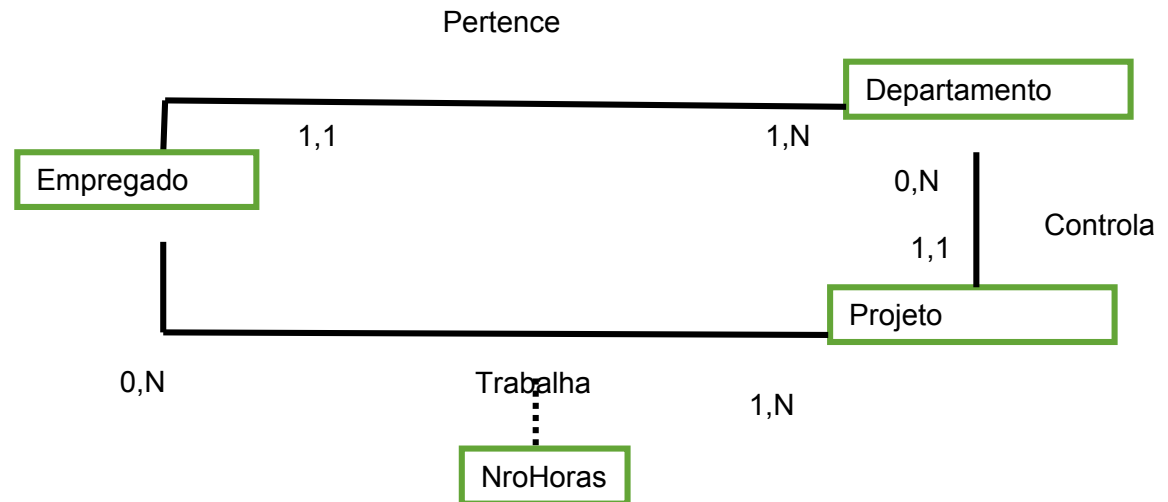 Pertence
Departamento
1,1
1,N
Empregado
0,N
Controla
1,1
Projeto
0,N
Trabalha
1,N
NroHoras